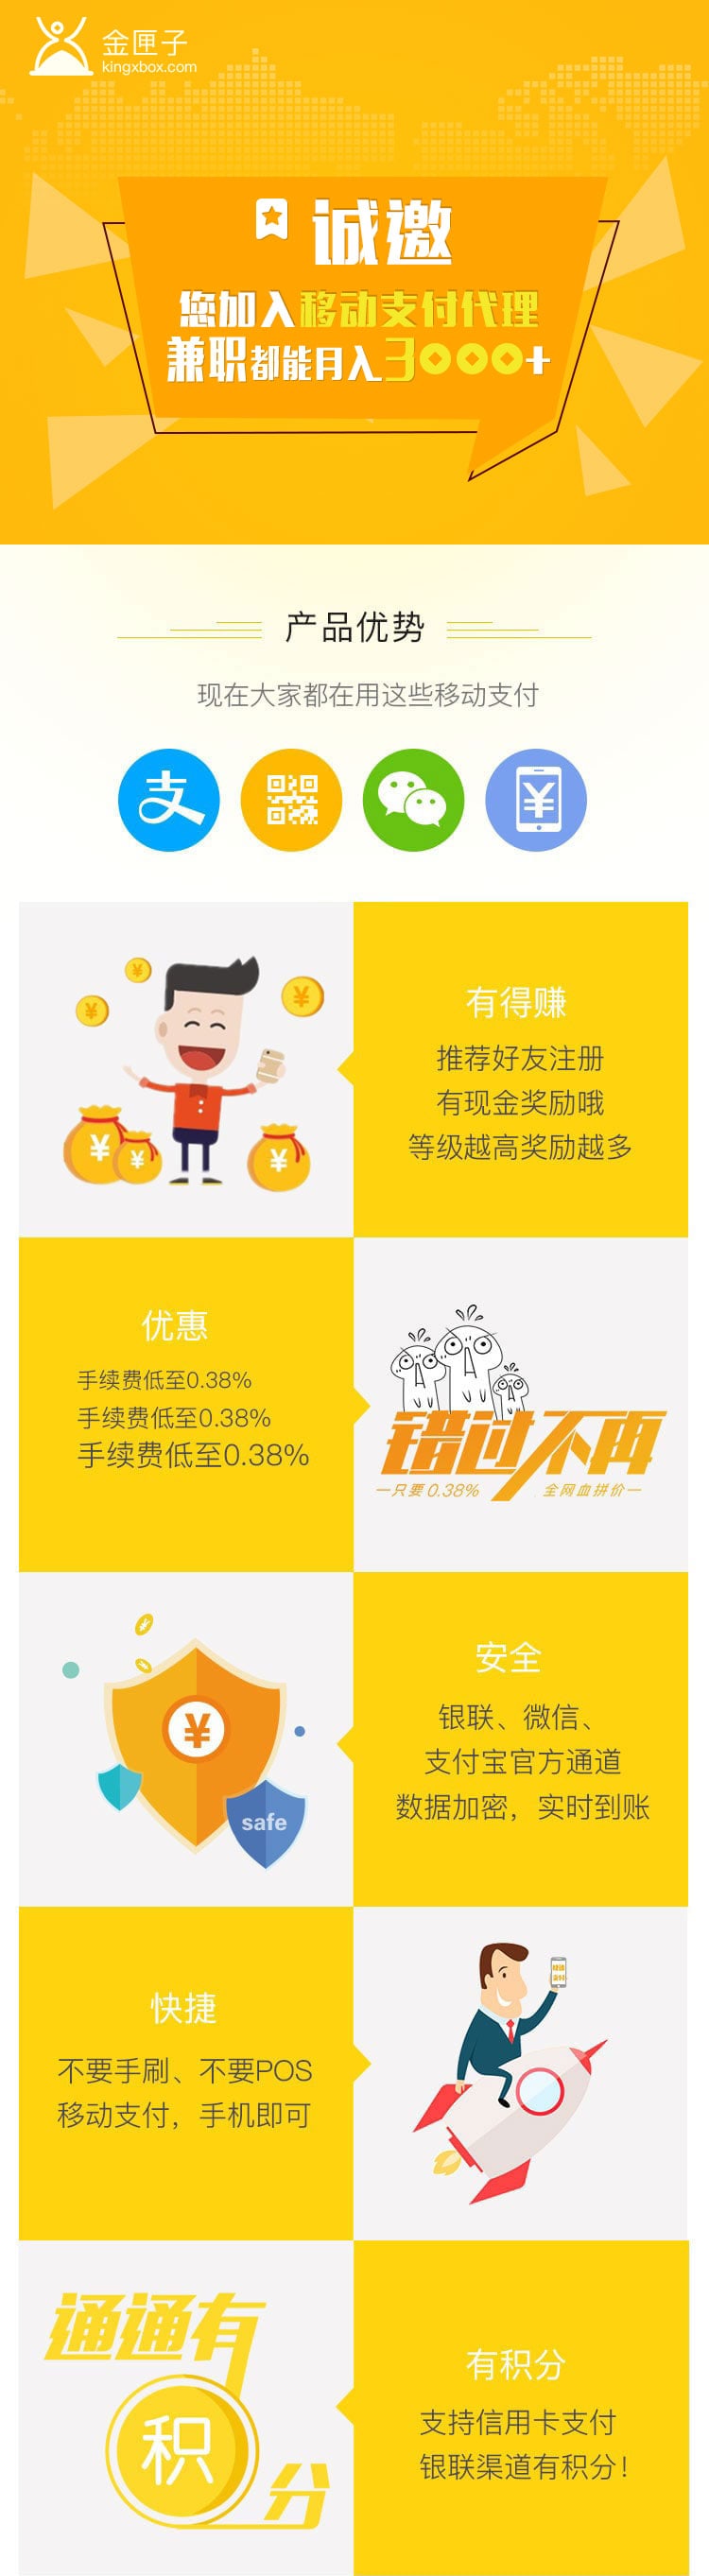 金匣子
kingxbox.com
诚邀
您加入移动支付代理
兼职都能月入3000+
产品优势
现在大家都在用这些移动支付
支
¥
¥
¥
¥
有得赚
推荐好友注册
有现金奖励哦
等级越高奖励越多
¥
¥
¥
优惠
手续费低至0.38%
手续费低至0.38%
手续费低至0.38%
错过不再
一只要0.38% 全网血拼价一
安全
银联、微信、
支付宝官方通道
数据加密，实时到账
¥
¥
¥
safe
快捷
不要手刷、不要POS
移动支付，手机即可
通通有
积
分
有积分
支持信用卡支付
银联渠道有积分！